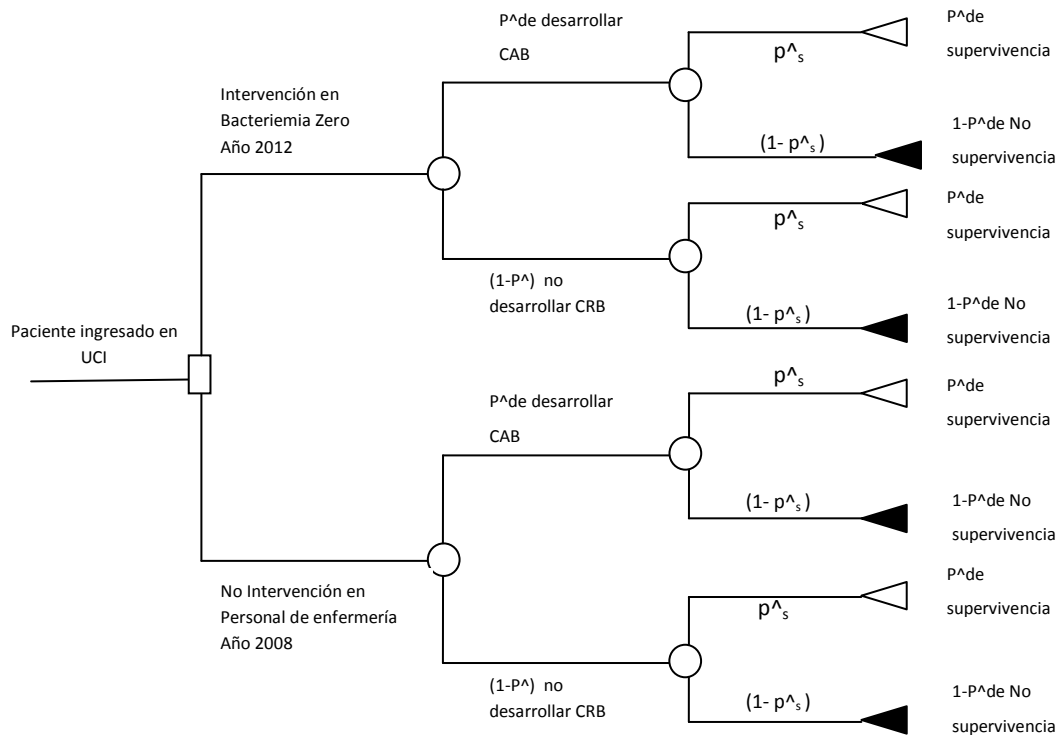 P^de desarrollar
CAB
p^s
P^de
supervivencia
Intervención en
Bacteriemia Zero
Año 2012
(1- p^s )
1-P^de No
supervivencia
p^s
P^de
supervivencia
(1-P^)  no
desarrollar CRB
(1- p^s )
1-P^de No
supervivencia
Paciente ingresado en
UCI
P^de desarrollar
CAB
p^s
P^de
supervivencia
(1- p^s )
1-P^de No
supervivencia
No Intervención en
Personal de enfermería
Año 2008
p^s
P^de
supervivencia
(1-P^)  no
desarrollar CRB
(1- p^s )
1-P^de No
supervivencia